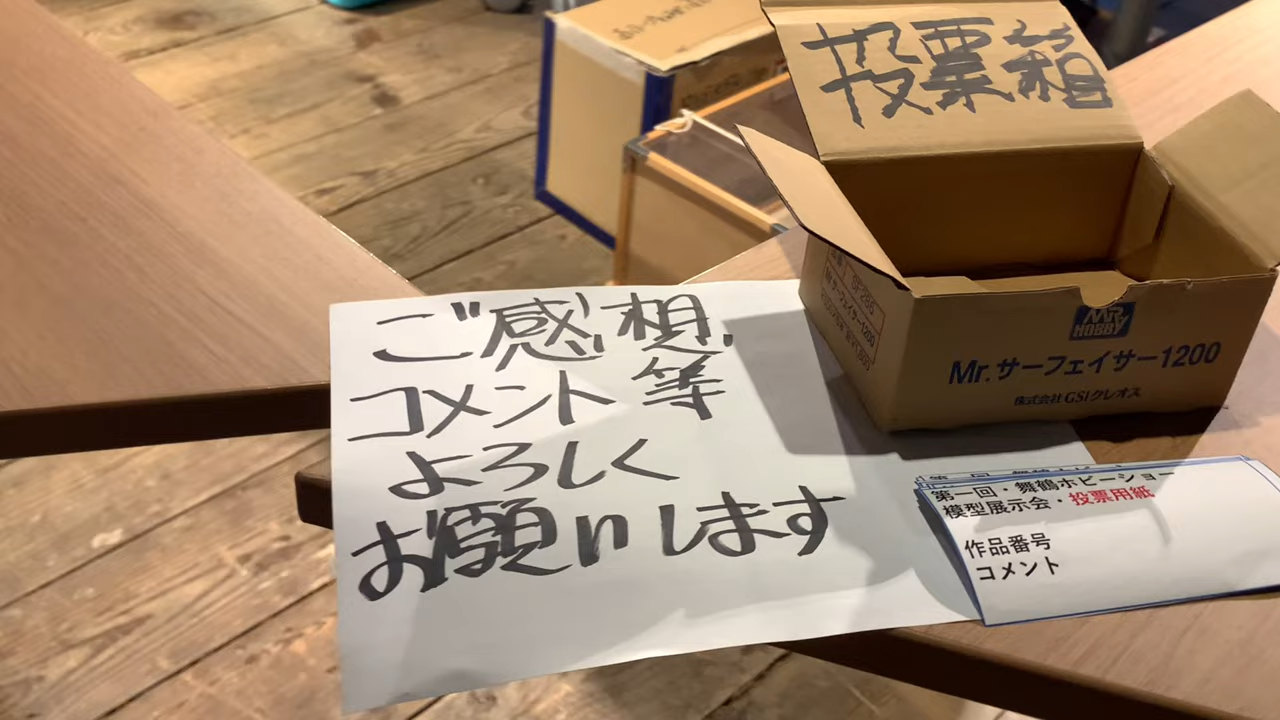 投票箱
MR. HOBBY
Mr.サーフェイサー1200
株式会社GSIクレオス
ご感想
コメント等
よろしく
お願いします
第一回・舞鶴ホビーショー
模型展示会・投票用紙
作品番号
コメント